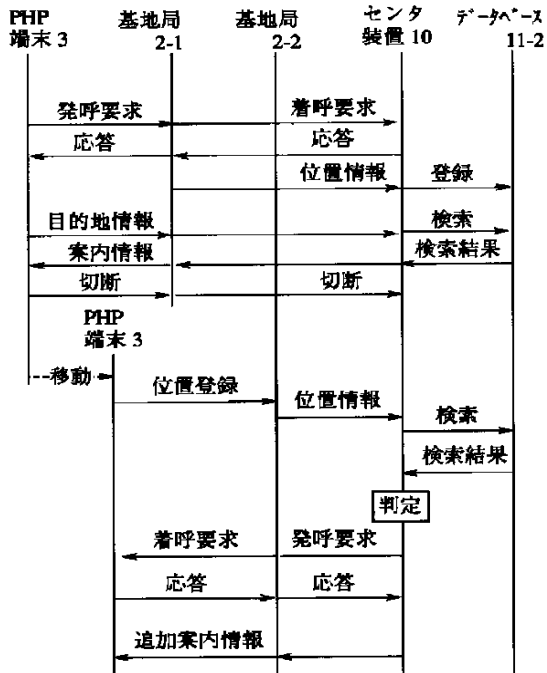 PHP 基地局 基地局 センタ データベース
端末 3 2-1 2-2 装置 10 11-2
発呼要求 着呼要求
応答 応答
位置情報 登録
目的地情報 検索
案内情報 検索結果
切断 切断
PHP
端末 3
移動
位置登録 位置情報
検索
検索結果
判定
着呼要求 発呼要求
応答 応答
追加案内情報